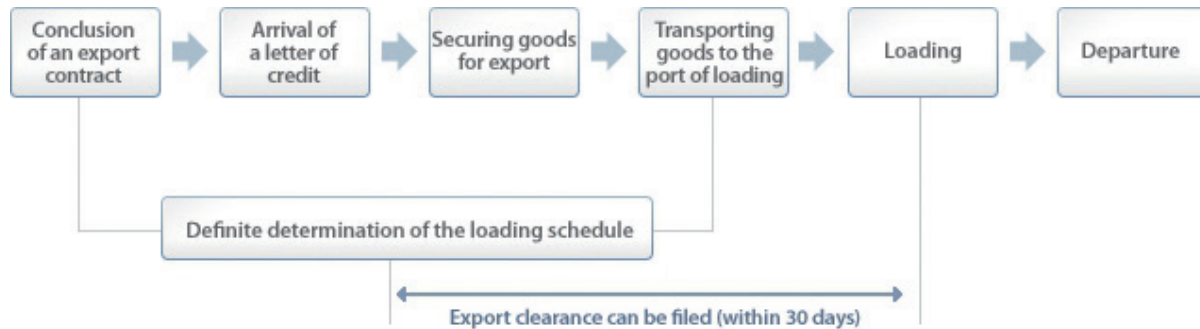 Conclusion
of an export
contract
Arrival of
a letter of
credit
Securing goods
for export
Transporting
goods to the
port of loading
Loading
Departure
Definite determination of the loading schedule
Export clearance can be filed (within 30 days)